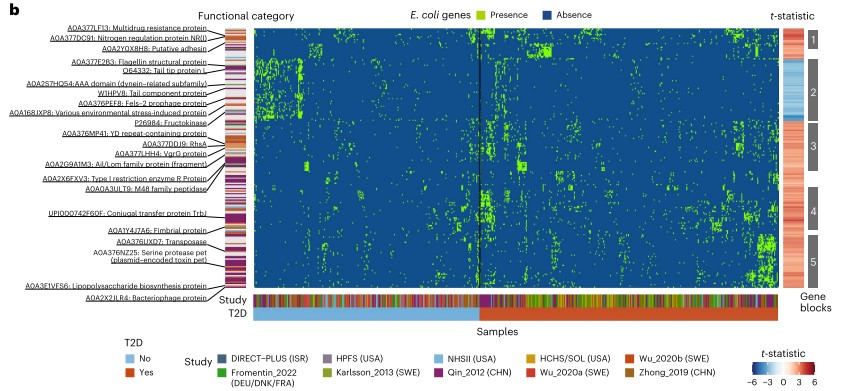 b
Functional category
E. coli genes Presence Absence
t-statistic
A0A377LF13: Multidrug resistance protein
A0A377DC91: Nitrogen regulation protein NR(I)
A0A2Y0X8H8: Putative adhesin
A0A377E2B3: Flagellin structural protein
O64332: Tail tip protein L
A0A2S7HQ54:AAA domain (dynein-related subfamily)
W1HPV8: Tail component protein
A0A376PEF8: Fels-2 prophage protein
A0A168JXP8: Various environmental stress-induced protein
P26984: Fructokinase
A0A376MP41: YD repeat-containing protein
A0A377DDJ9: RhsA
A0A377LHH4: VgrG protein
A0A2G9A1M3: Ail/Lom family protein (fragment)
A0A2X6FXV3: Type I restriction enzyme R Protein
A0A0A3ULT9: M48 family peptidase
UPI000742F60F: Conjugal transfer protein TrbJ
A0A1Y4J7A6: Fimbrial protein
A0A376UXD7: Transposase
A0A376NZ25: Serine protease pet
(plasmid-encoded toxin pet)
A0A3E1VFS6: Lipopolysaccharide biosynthesis protein
A0A2X2JLR4: Bacteriophage protein
1
2
3
4
5
Study
T2D
Gene
blocks
Samples
T2D
No
Yes
Study
DIRECT-PLUS (ISR)
HPFS (USA)
NHSII (USA)
HCHS/SOL (USA)
Wu_2020b (SWE)
Fromentin_2022
(DEU/DNK/FRA)
Karlsson_2013 (SWE)
Qin_2012 (CHN)
Wu_2020a (SWE)
Zhong_2019 (CHN)
t-statistic
−6 −3 0 3 6